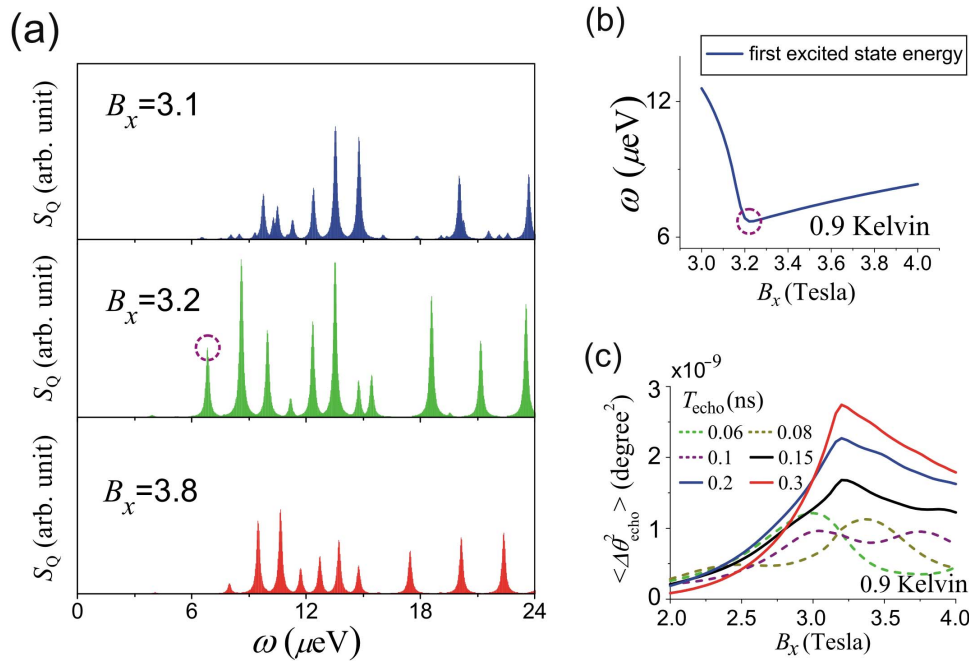 (a)
B_x=3.1
S_Q (arb. unit)
B_x=3.2
S_Q (arb. unit)
B_x=3.8
S_Q (arb. unit)
0 6 12 18 24
ω (μeV)
(b)
first excited state energy
12
6
ω (μeV)
0.9 Kelvin
3.0 3.2 3.4 3.6 3.8 4.0
B_x (Tesla)
(c)
×10⁻⁹
3
2
1
0
<Δθ²_echo> (degree²)
T_echo (ns)
0.06 0.08
0.1 0.15
0.2 0.3
0.9 Kelvin
2.0 2.5 3.0 3.5 4.0
B_x (Tesla)